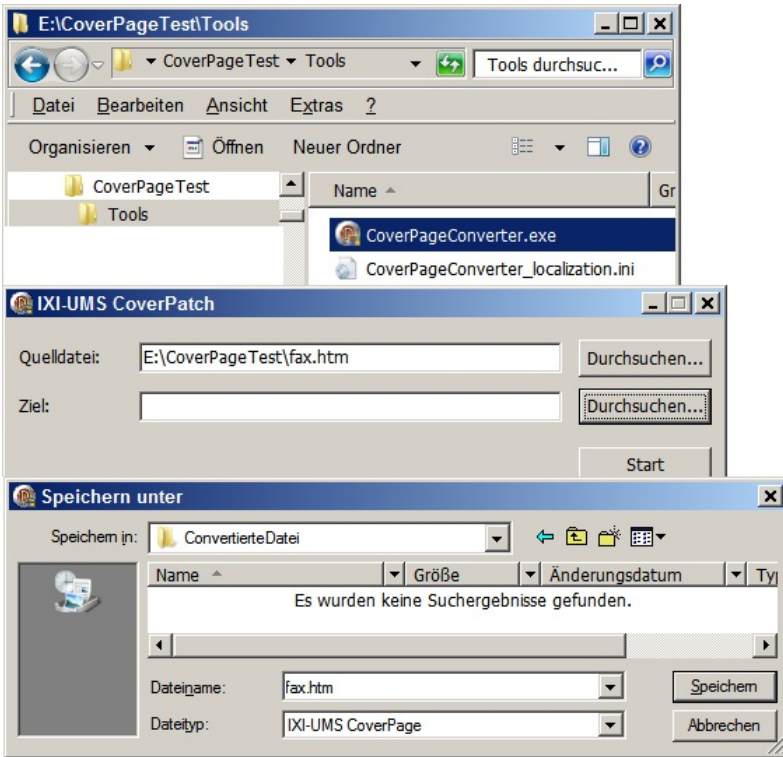 E:\CoverPageTest\Tools
CoverPageTest Tools Tools durchsuc...
Datei Bearbeiten Ansicht Extras ?
Organisieren Öffnen Neuer Ordner
CoverPageTest
Tools
Name Gr
CoverPageConverter.exe
CoverPageConverter_localization.ini
IXI-UMS CoverPatch
Quelldatei: E:\CoverPageTest\fax.htm Durchsuchen...
Ziel: Durchsuchen...
Start
Speichern unter
Speichern in: ConvertierteDatei
Name Größe Änderungsdatum Typ
Es wurden keine Suchergebnisse gefunden.
Dateiname: fax.htm Speichern
Dateityp: IXI-UMS CoverPage Abbrechen